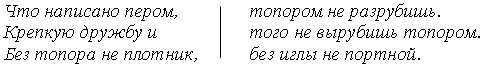 Что написано пером, топором не разрубишь.
Крепкую дружбу и того не вырубишь топором.
Без топора не плотник, без иглы не портной.